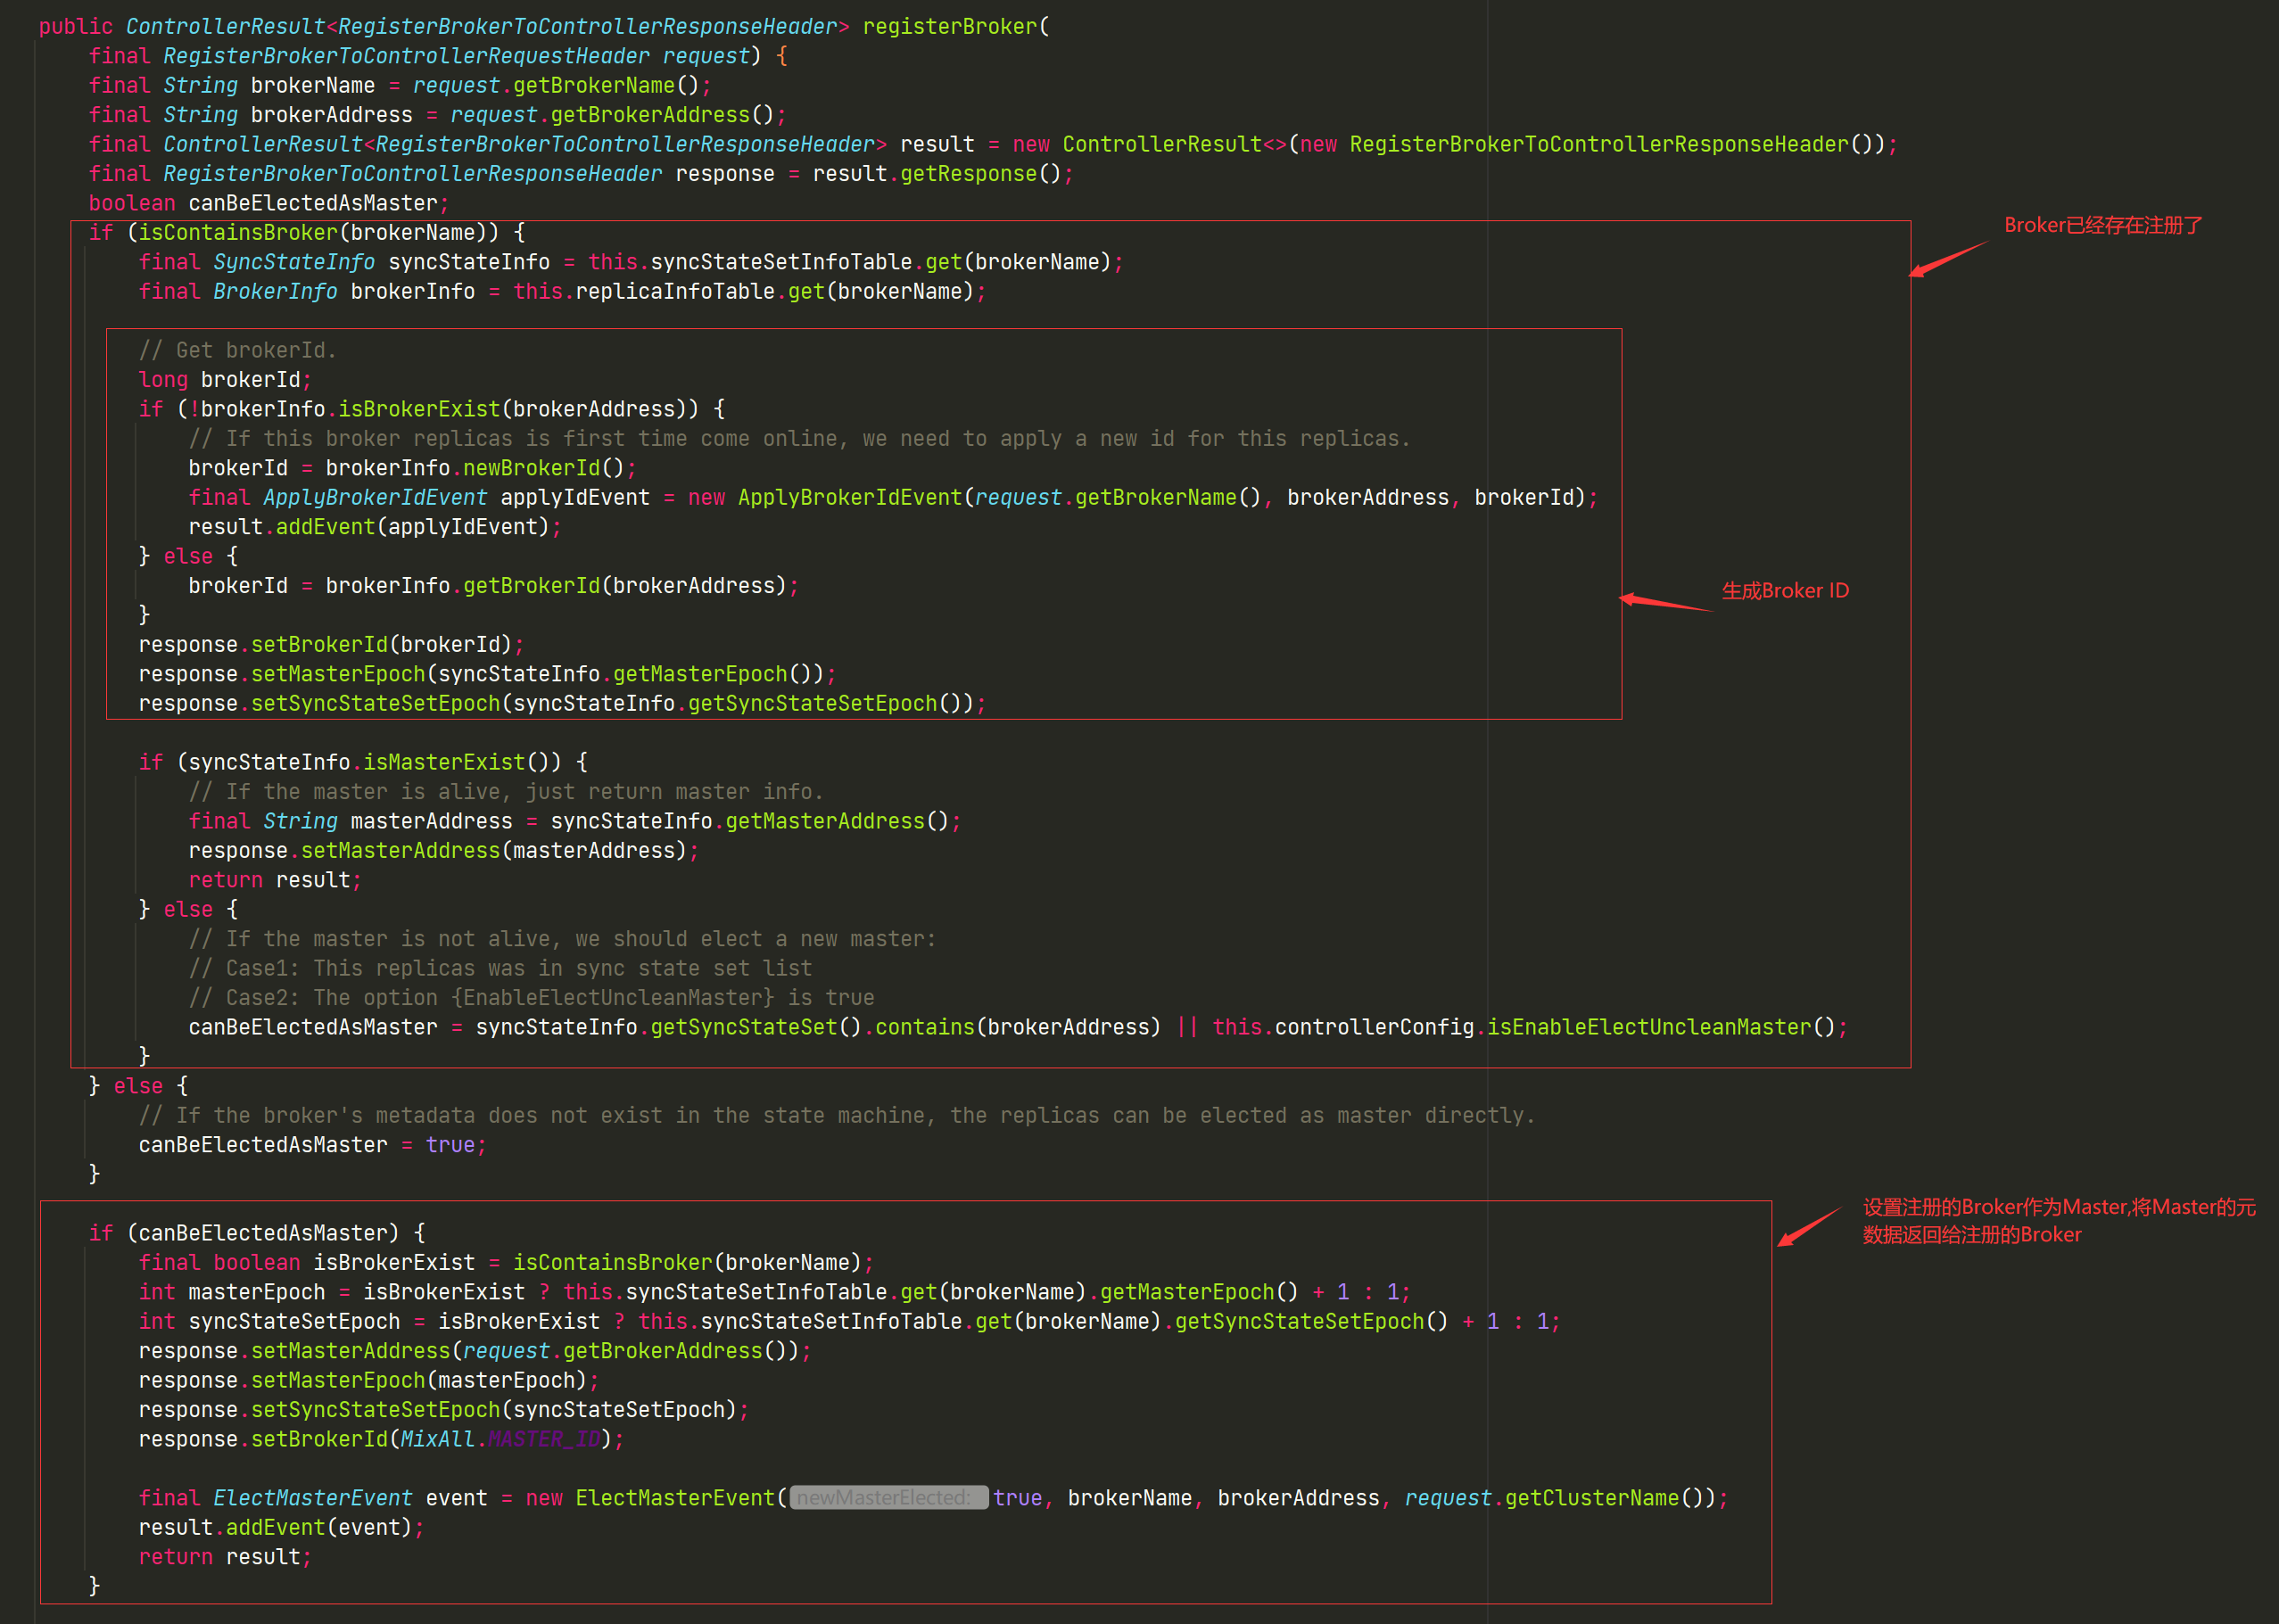 public ControllerResult<RegisterBrokerToControllerResponseHeader> registerBroker(
    final RegisterBrokerToControllerRequestHeader request) {
    final String brokerName = request.getBrokerName();
    final String brokerAddress = request.getBrokerAddress();
    final ControllerResult<RegisterBrokerToControllerResponseHeader> result = new ControllerResult<>(new RegisterBrokerToControllerResponseHeader());
    final RegisterBrokerToControllerResponseHeader response = result.getResponse();
    boolean canBeElectedAsMaster;
    if (isContainsBroker(brokerName)) {
Broker已经存在注册了
        final SyncStateInfo syncStateInfo = this.syncStateSetInfoTable.get(brokerName);
        final BrokerInfo brokerInfo = this.replicaInfoTable.get(brokerName);
        // Get brokerId.
        long brokerId;
        if (!brokerInfo.isBrokerExist(brokerAddress)) {
            // If this broker replicas is first time come online, we need to apply a new id for this replicas.
            brokerId = brokerInfo.newBrokerId();
            final ApplyBrokerIdEvent applyIdEvent = new ApplyBrokerIdEvent(request.getBrokerName(), brokerAddress, brokerId);
            result.addEvent(applyIdEvent);
        } else {
            brokerId = brokerInfo.getBrokerId(brokerAddress);
生成Broker ID
        }
        response.setBrokerId(brokerId);
        response.setMasterEpoch(syncStateInfo.getMasterEpoch());
        response.setSyncStateSetEpoch(syncStateInfo.getSyncStateSetEpoch());
        if (syncStateInfo.isMasterExist()) {
            // If the master is alive, just return master info.
            final String masterAddress = syncStateInfo.getMasterAddress();
            response.setMasterAddress(masterAddress);
            return result;
        } else {
            // If the master is not alive, we should elect a new master:
            // Case1: This replicas was in sync state set list
            // Case2: The option {EnableElectUncleanMaster} is true
            canBeElectedAsMaster = syncStateInfo.getSyncStateSet().contains(brokerAddress) || this.controllerConfig.isEnableElectUncleanMaster();
        }
    } else {
        // If the broker's metadata does not exist in the state machine, the replicas can be elected as master directly.
        canBeElectedAsMaster = true;
    }
    if (canBeElectedAsMaster) {
设置注册的Broker作为Master,将Master的元
数据返回给注册的Broker
        final boolean isBrokerExist = isContainsBroker(brokerName);
        int masterEpoch = isBrokerExist ? this.syncStateSetInfoTable.get(brokerName).getMasterEpoch() + 1 : 1;
        int syncStateSetEpoch = isBrokerExist ? this.syncStateSetInfoTable.get(brokerName).getSyncStateSetEpoch() + 1 : 1;
        response.setMasterAddress(request.getBrokerAddress());
        response.setMasterEpoch(masterEpoch);
        response.setSyncStateSetEpoch(syncStateSetEpoch);
        response.setBrokerId(MixAll.MASTER_ID);
        final ElectMasterEvent event = new ElectMasterEvent( newMasterElected: true, brokerName, brokerAddress, request.getClusterName());
        result.addEvent(event);
        return result;
    }